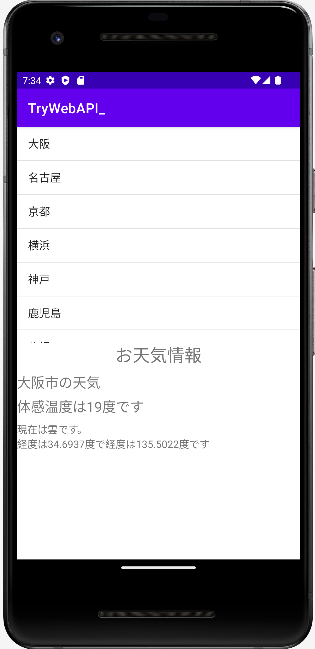 7:34
TryWebAPI_
大阪
名古屋
京都
横浜
神戸
鹿児島
お天気情報
大阪市の天気
体感温度は19度です
現在は雲です。
経度は34.6937度で経度は135.5022度です